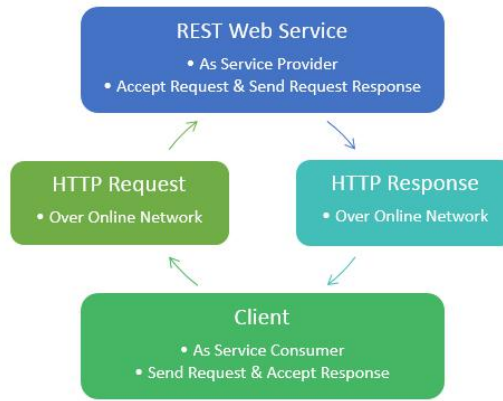 REST Web Service
• As Service Provider
• Accept Request & Send Request Response
HTTP Request
• Over Online Network
HTTP Response
• Over Online Network
Client
• As Service Consumer
• Send Request & Accept Response